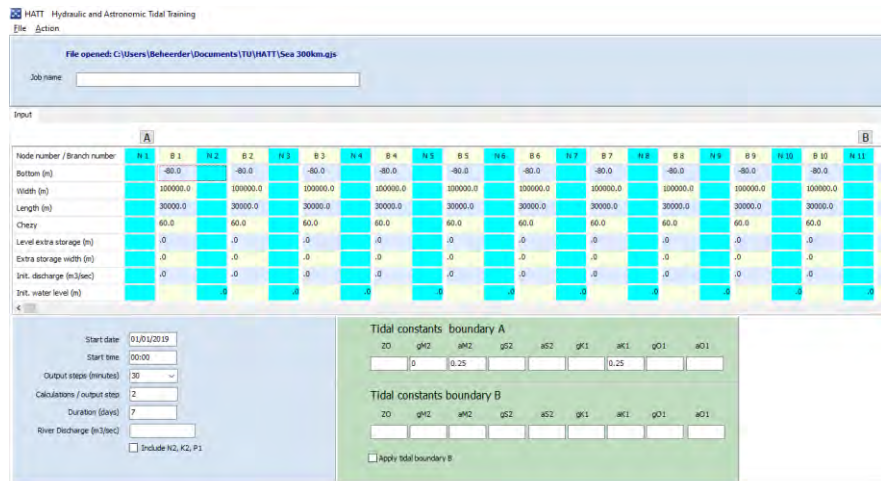 HATT Hydraulic and Astronomic Tidal Training
File Action
File opened: C:\Users\Beheerder\Documents\TU\HATT\Sea 300km.gjs
Job name
Input
A B
Node number / Branch number N 1 B 1 N 2 B 2 N 3 B 3 N 4 B 4 N 5 B 5 N 6 B 6 N 7 B 7 N 8 B 8 N 9 B 9 N 10 B 10 N 11
Bottom (m) -80.0 -80.0 -80.0 -80.0 -80.0 -80.0 -80.0 -80.0 -80.0 -80.0
Width (m) 100000.0 100000.0 100000.0 100000.0 100000.0 100000.0 100000.0 100000.0 100000.0 100000.0
Length (m) 30000.0 30000.0 30000.0 30000.0 30000.0 30000.0 30000.0 30000.0 30000.0 30000.0
Chezy 60.0 60.0 60.0 60.0 60.0 60.0 60.0 60.0 60.0 60.0
Level extra storage (m) .0 .0 .0 .0 .0 .0 .0 .0 .0 .0
Extra storage width (m) .0 .0 .0 .0 .0 .0 .0 .0 .0 .0
Init. discharge (m3/sec) .0 .0 .0 .0 .0 .0 .0 .0 .0 .0
Init. water level (m) .0 .0 .0 .0 .0 .0 .0 .0 .0 .0
<
Start date 01/01/2019
Start time 00:00
Output steps (minutes) 30
Calculations / output step 2
Duration (days) 7
River Discharge (m3/sec)
Include N2, K2, P1
Tidal constants boundary A
Z0 gM2 aM2 gS2 aS2 gK1 aK1 gO1 aO1
0 0.25 0.25
Tidal constants boundary B
Z0 gM2 aM2 gS2 aS2 gK1 aK1 gO1 aO1
Apply tidal boundary B